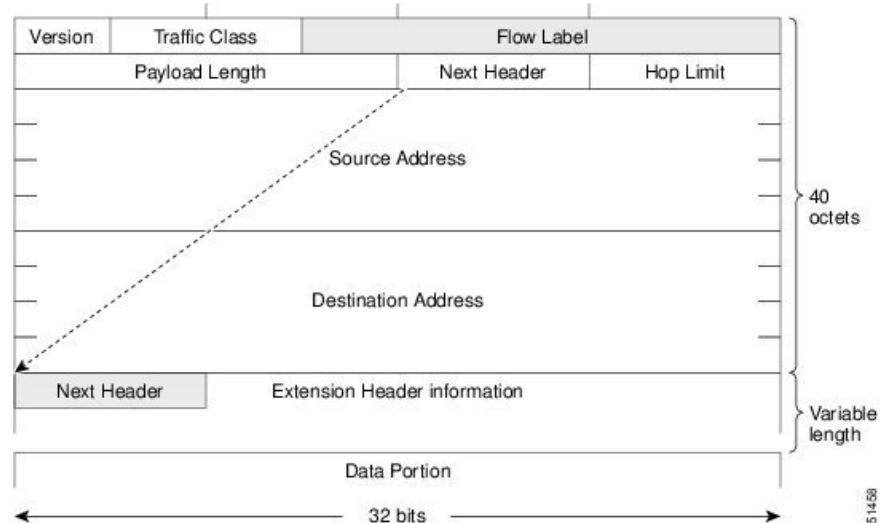 Version Traffic Class Flow Label
Payload Length Next Header Hop Limit
Source Address
40
octets
Destination Address
Next Header Extension Header information
Variable
length
Data Portion
32 bits
51458